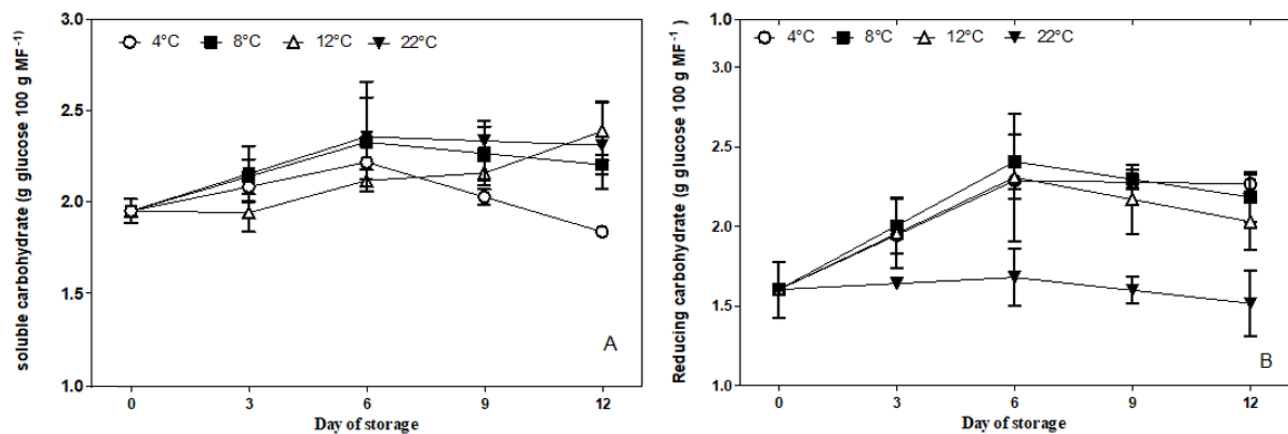 soluble carbohydrate (g glucose 100 g MF⁻¹)
3.0
2.5
2.0
1.5
1.0
4°C 8°C 12°C 22°C
A
0 3 6 9 12
Day of storage
Reducing carbohydrate (g glucose 100 g MF⁻¹)
1.0
3.0
2.5
2.0
1.5
1.0
4°C 8°C 12°C 22°C
B
0 3 6 9 12
Day of storage